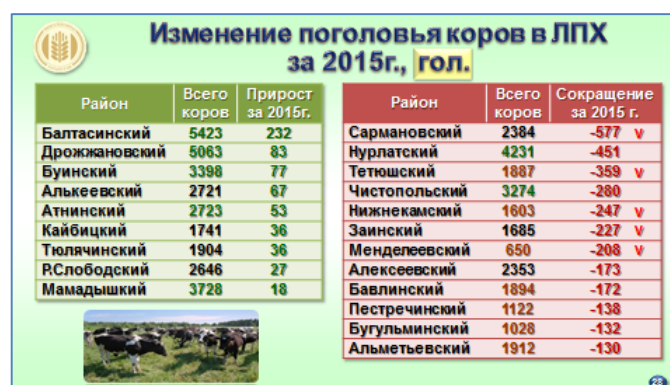 Изменение поголовья коров в ЛПХ
за 2015г., гол.
Район Всего коров Прирост за 2015г.
Балтасинский 5423 232
Дрожжановский 5063 83
Буинский 3398 77
Алькеевский 2721 67
Атнинский 2723 53
Кайбицкий 1741 36
Тюлячинский 1904 36
Р.Слободский 2646 27
Мамадышкий 3728 18
Район Всего коров Сокращение за 2015 г.
Сармановский 2384 -577 v
Нурлатский 4231 -451
Тетюшский 1887 -359 v
Чистопольский 3274 -280
Нижнекамский 1603 -247 v
Заинский 1685 -227 v
Менделеевский 650 -208 v
Алексеевский 2353 -173
Бавлинский 1894 -172
Пестречинский 1122 -138
Бугульминский 1028 -132
Альметьевский 1912 -130